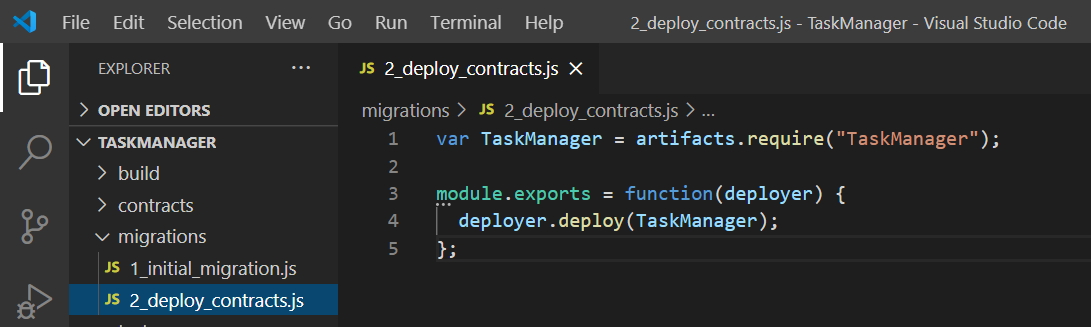 File Edit Selection View Go Run Terminal Help 2_deploy_contracts.js - TaskManager - Visual Studio Code
EXPLORER ...
OPEN EDITORS
TASKMANAGER
build
contracts
migrations
JS 1_initial_migration.js
JS 2_deploy_contracts.js
JS 2_deploy_contracts.js ×
migrations > JS 2_deploy_contracts.js > ...
1 var TaskManager = artifacts.require("TaskManager");
2
3 module.exports = function(deployer) {
4 deployer.deploy(TaskManager);
5 };